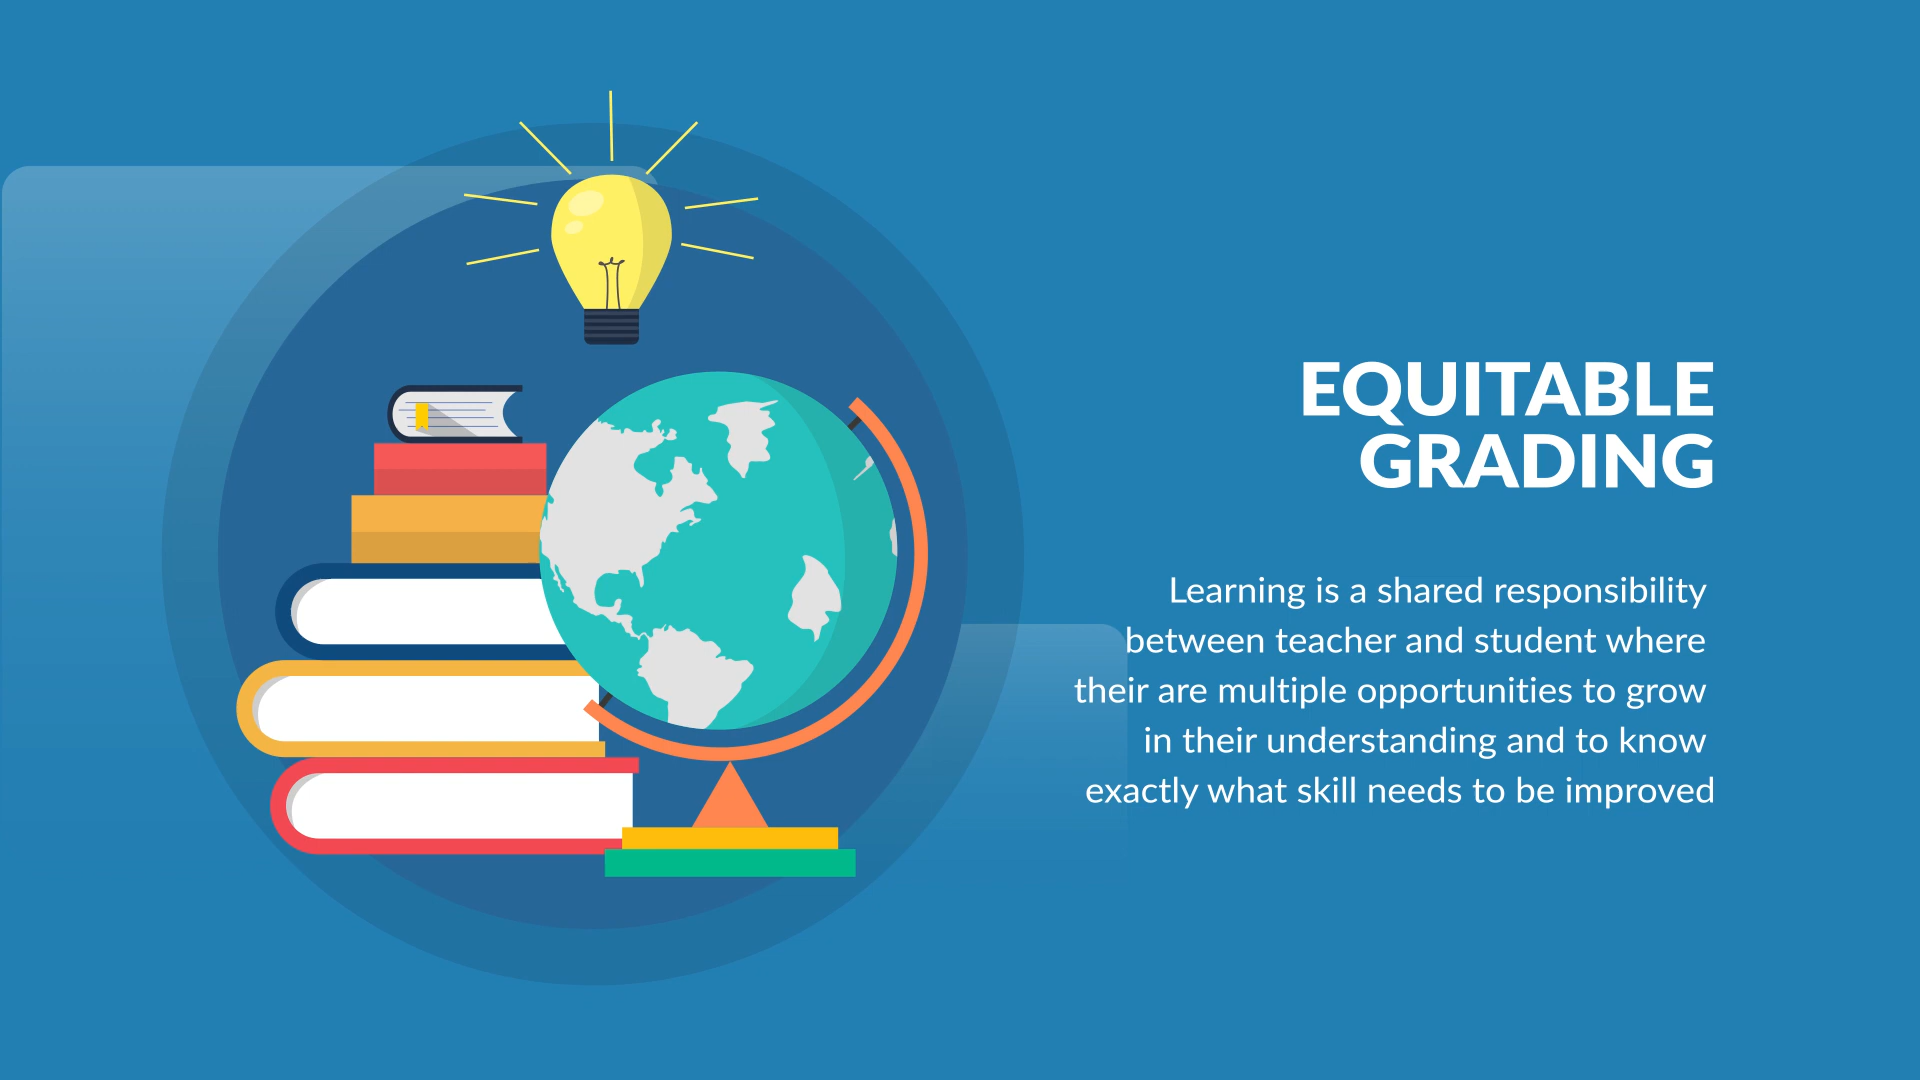 EQUITABLE
GRADING
Learning is a shared responsibility
between teacher and student where
their are multiple opportunities to grow
in their understanding and to know
exactly what skill needs to be improved